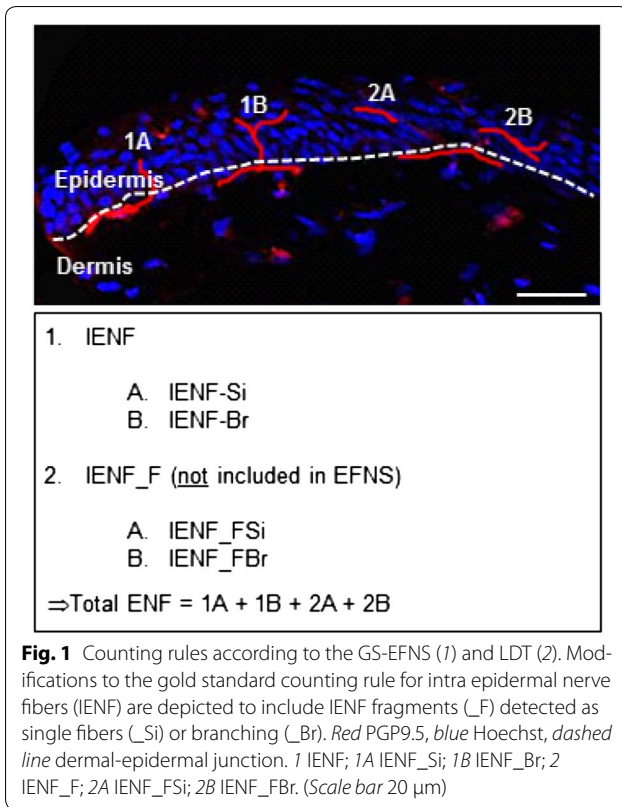 1B
2A
2B
1A
Epidermis
Dermis
1. IENF
A. IENF-Si
B. IENF-Br
2. IENF_F (not included in EFNS)
A. IENF_FSi
B. IENF_FBr
⇒Total ENF = 1A + 1B + 2A + 2B
Fig. 1 Counting rules according to the GS-EFNS (1) and LDT (2). Mod-
ifications to the gold standard counting rule for intra epidermal nerve
fibers (IENF) are depicted to include IENF fragments (_F) detected as
single fibers (_Si) or branching (_Br). Red PGP9.5, blue Hoechst, dashed
line dermal-epidermal junction. 1 IENF; 1A IENF_Si; 1B IENF_Br; 2
IENF_F; 2A IENF_FSi; 2B IENF_FBr. (Scale bar 20 μm)